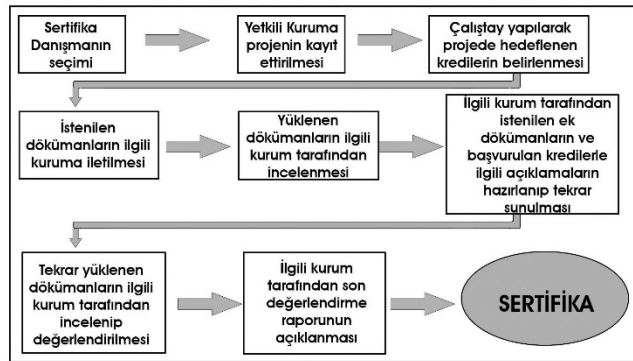 Sertifika
Danışmanın
seçimi
Yetkili Kuruma
projenin kayıt
ettirilmesi
Çalıştay yapılarak
projede hedeflenen
kredilerin belirlenmesi
İstenilen
dökümanların ilgili
kuruma iletilmesi
Yüklenen
dökümanların ilgili
kurum tarafından
incelenmesi
İlgili kurum tarafından
istenilen ek
dökümanların ve
başvurulan kredilerle
ilgili açıklamaların
hazırlanıp tekrar
sunulması
Tekrar yüklenen
dökümanların ilgili
kurum tarafından
incelenip
değerlendirilmesi
İlgili kurum
tarafından son
değerlendirme
raporunun
açıklanması
SERTİFİKA